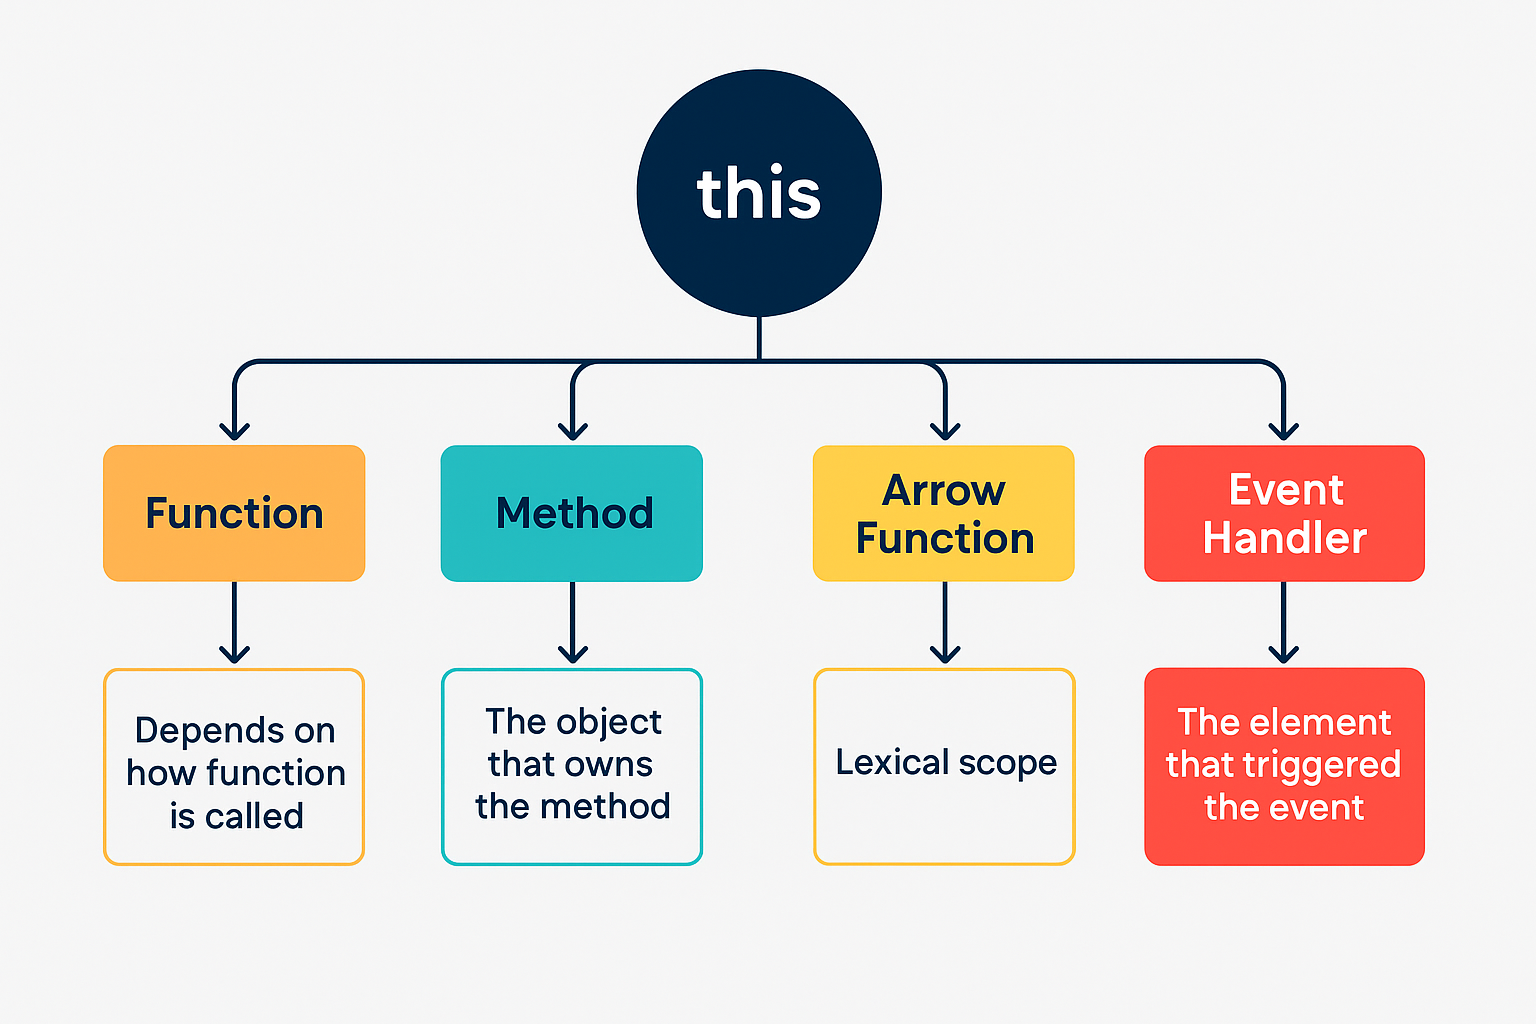 this
Function
Method
Arrow
Function
Event
Handler
Depends on
how function
is called
The object
that owns
the method
Lexical scope
The element
that triggered
the event